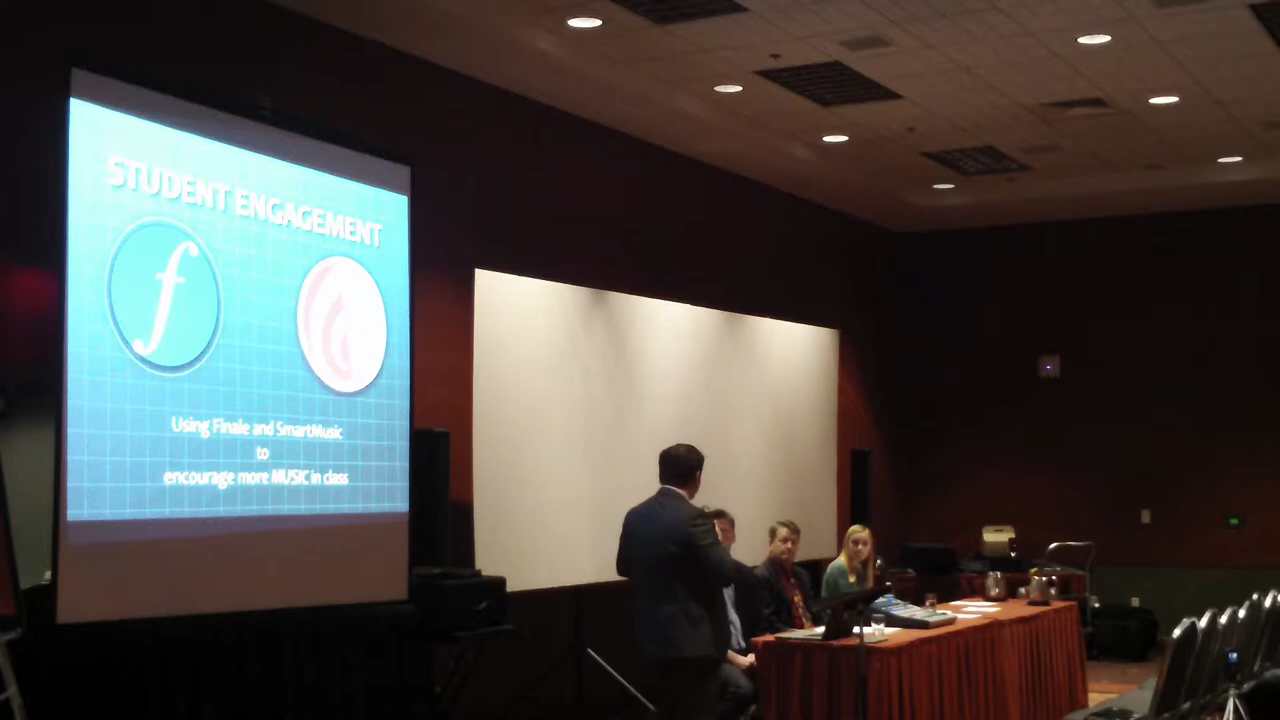 STUDENT ENGAGEMENT
f
Using Finale and SmartMusic
to
encourage more MUSIC in class